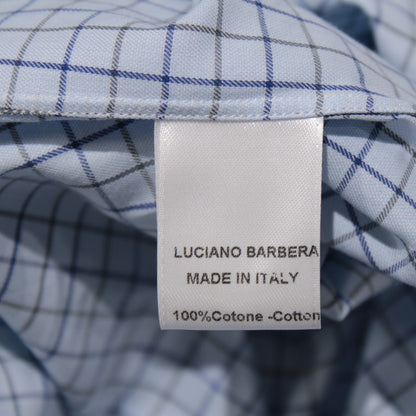 LUCIANO BARBERA
MADE IN ITALY
100%Cotone -Cotton